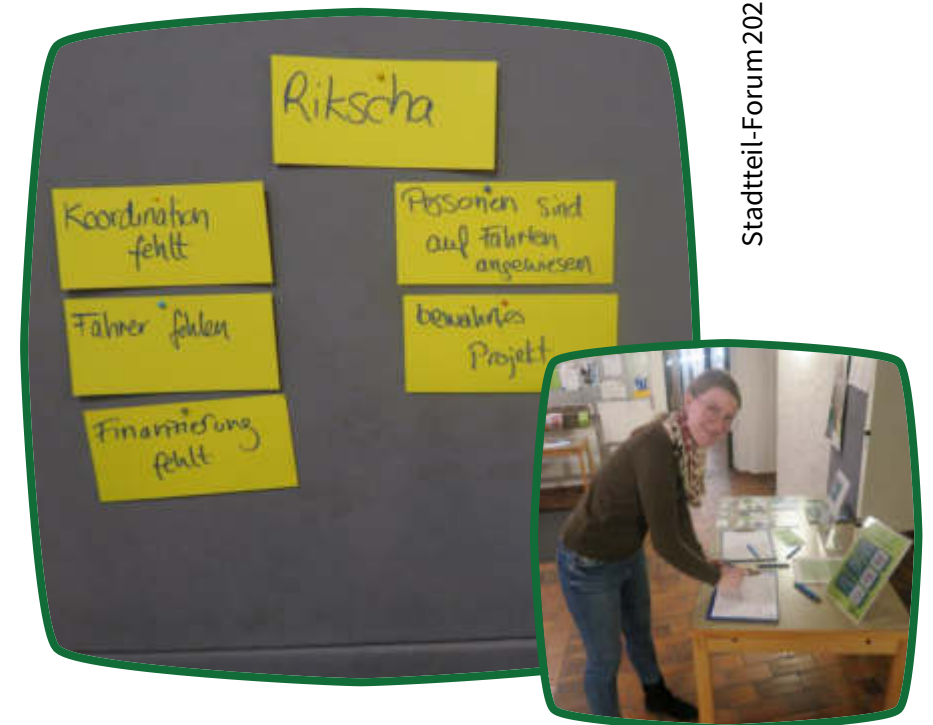 Rikscha
Koordination
fehlt
Fahrer fehlen
Finanzierung
fehlt
Personen sind
auf Fahrten
angewiesen
bewährtes
Projekt
Stadtteil-Forum 202